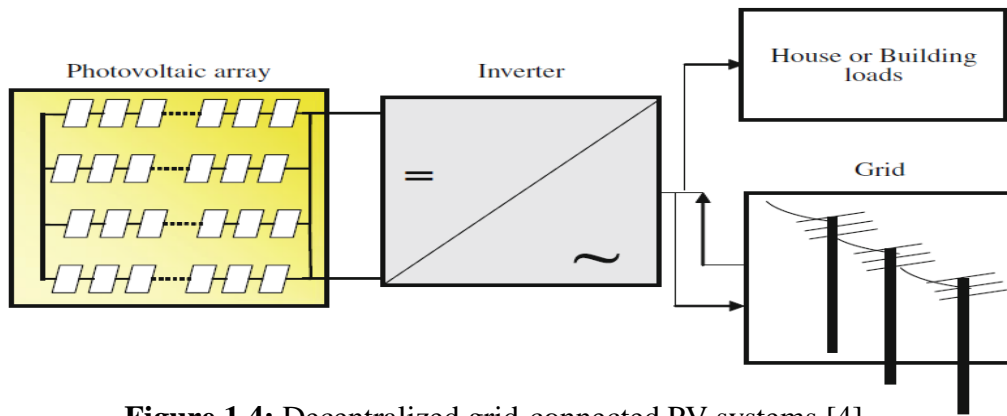 Photovoltaic array
Inverter
House or Building
loads
Grid
=
~
Figure 1.4: Decentralized grid-connected PV systems [4]